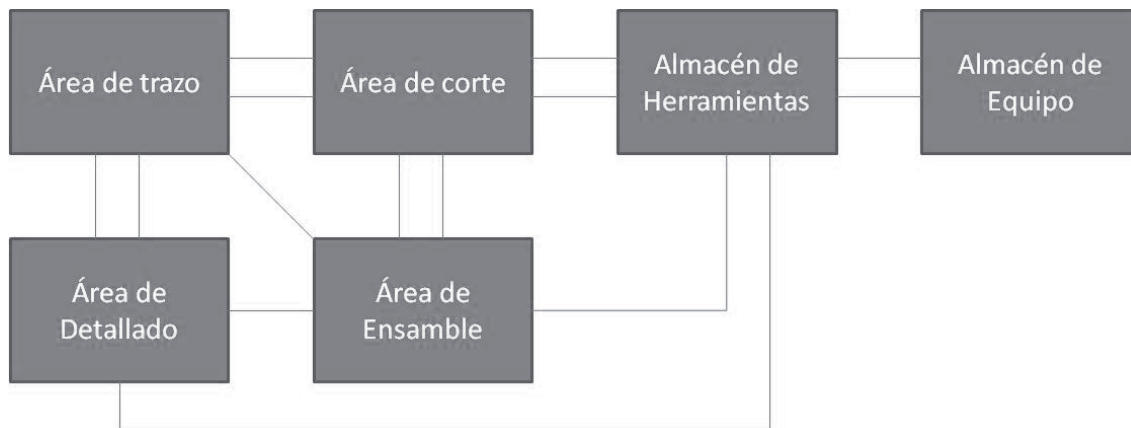 Área de trazo
Área de corte
Almacén de
Herramientas
Almacén de
Equipo
Área de
Detallado
Área de
Ensamble